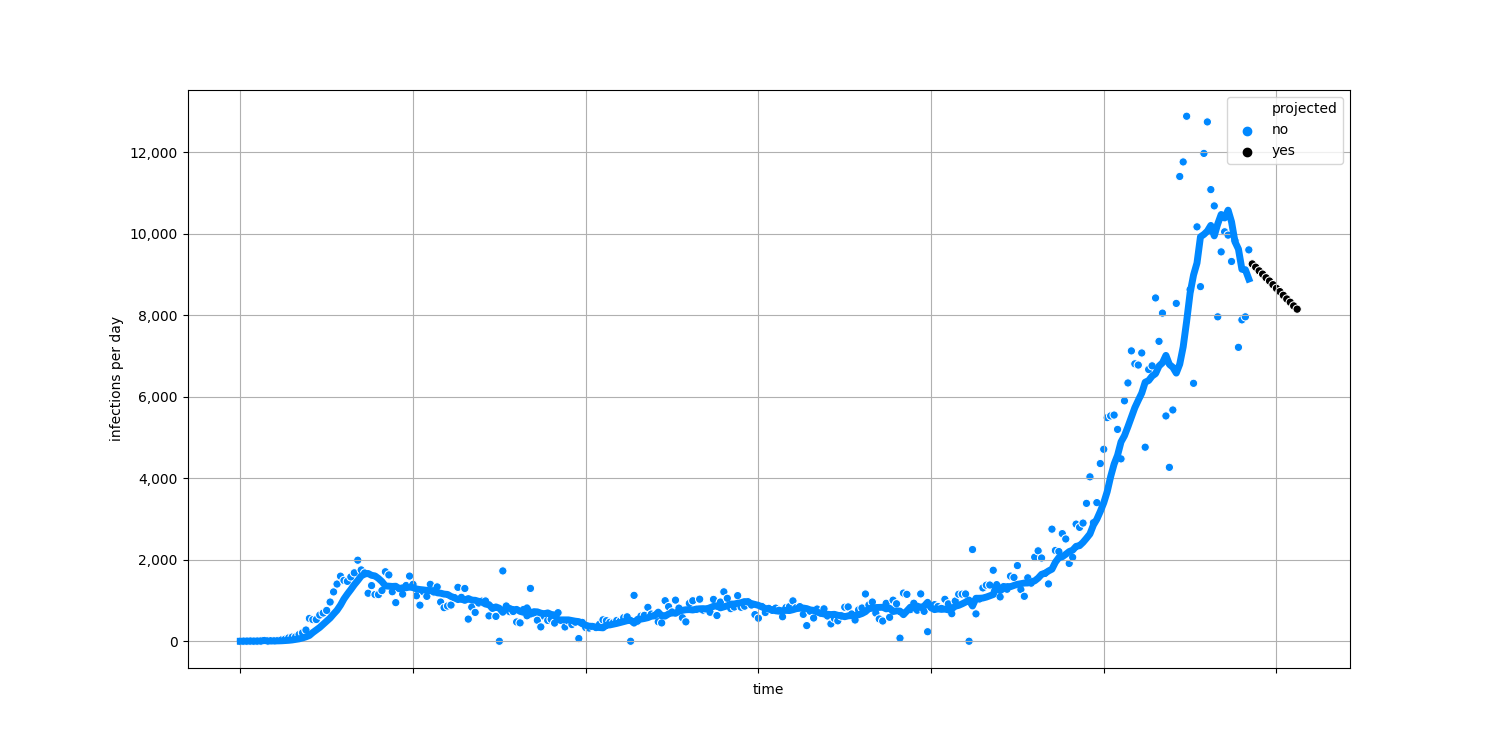 projected
no
yes
12,000
10,000
8,000
6,000
4,000
2,000
0
infections per day
time